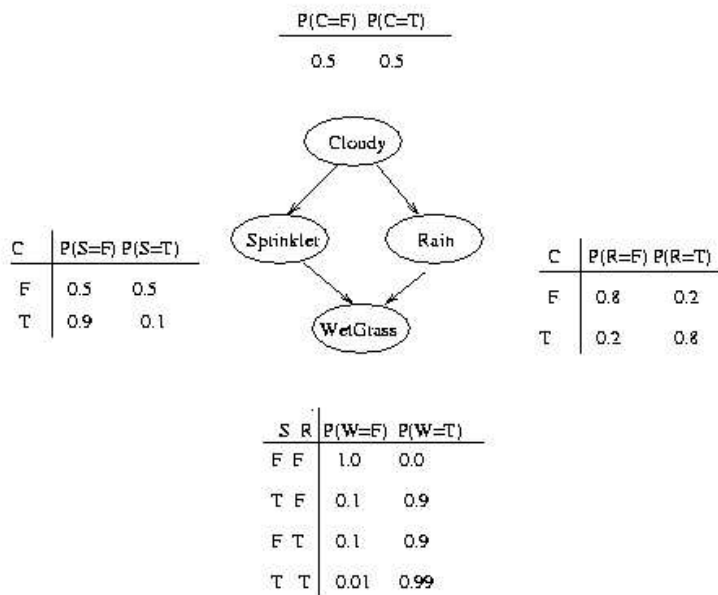 P(C=F) P(C=T)
0.5 0.5
Cloudy
Sprinkler
Rain
WetGrass
C P(S=F) P(S=T)
F 0.5 0.5
T 0.9 0.1
C P(R=F) P(R=T)
F 0.8 0.2
T 0.2 0.8
S R P(W=F) P(W=T)
F F 1.0 0.0
T F 0.1 0.9
F T 0.1 0.9
T T 0.01 0.99